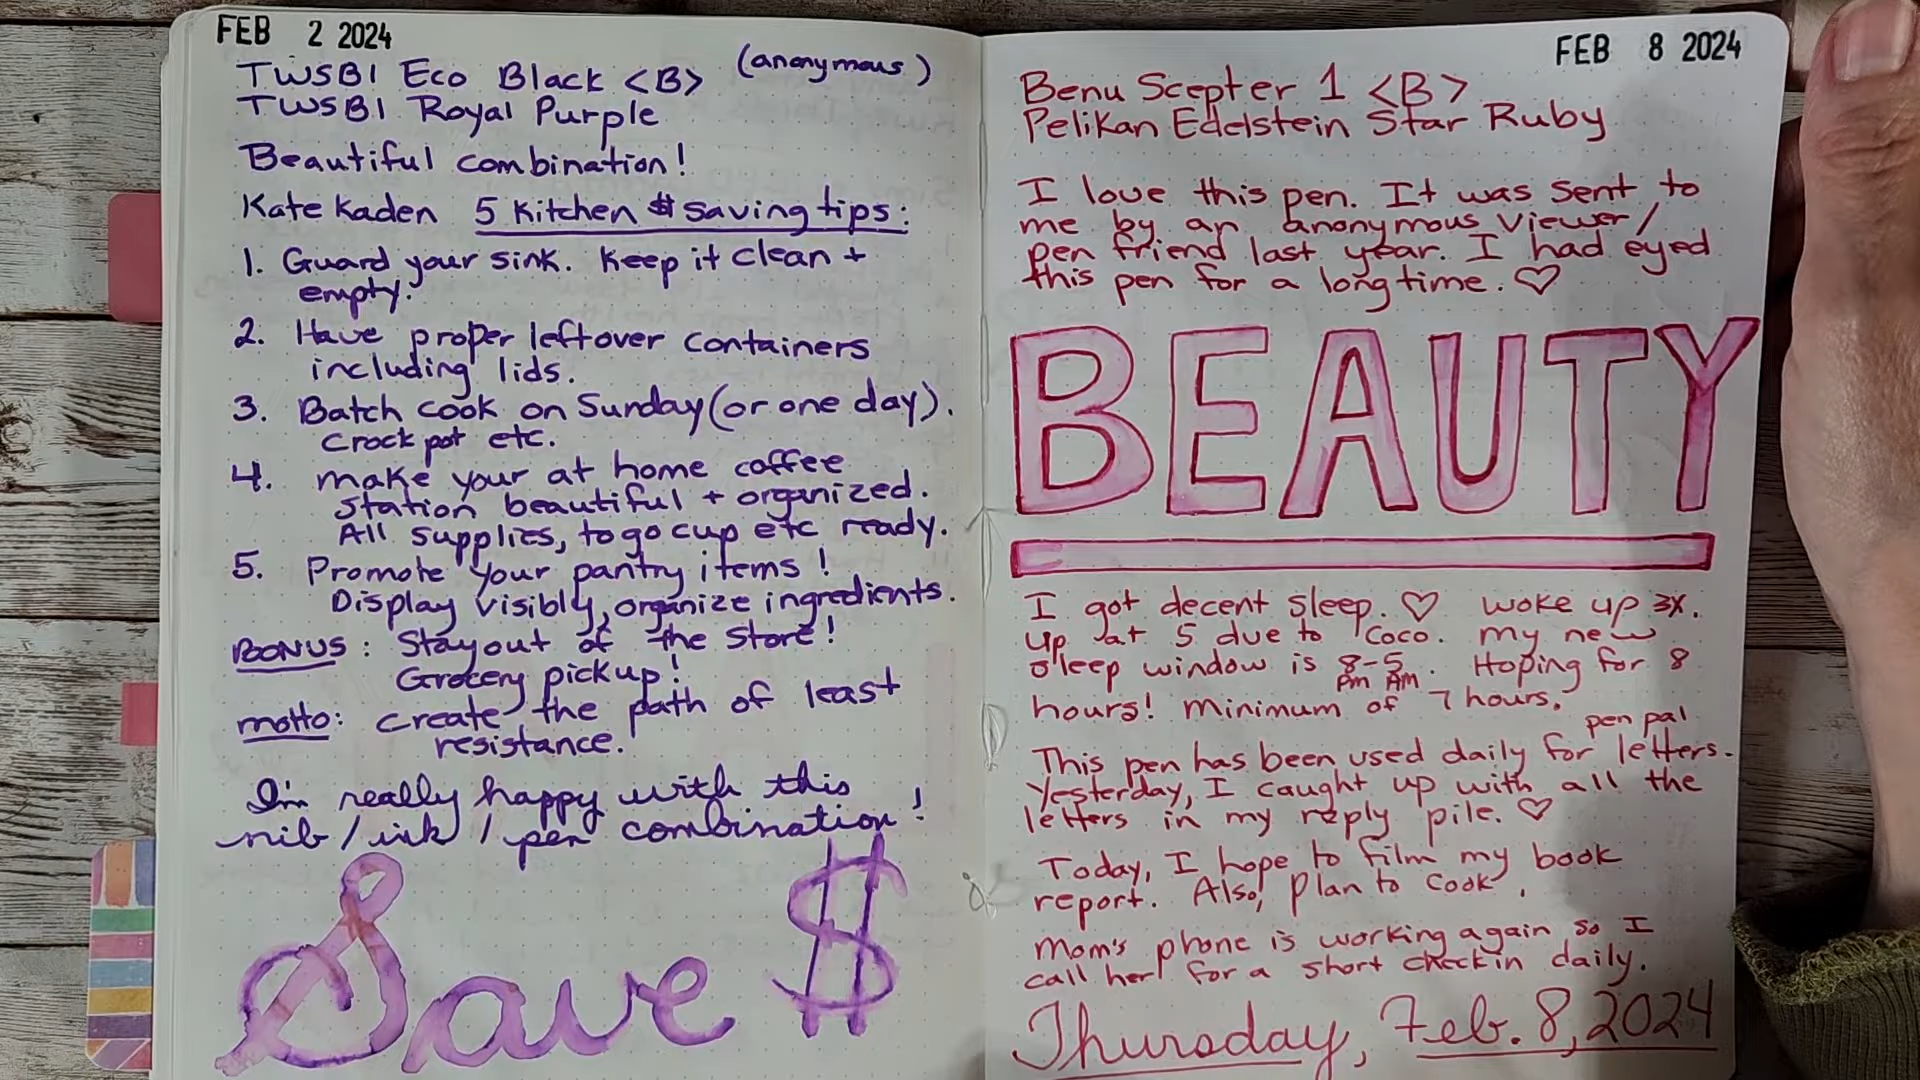 FEB 2 2024
TWSBI Eco Black <B> (anonymous)
TWSBI Royal Purple
Beautiful combination!
Kate Kaden 5 Kitchen $ saving tips:
1. Guard your sink. Keep it clean +
empty.
2. Have proper leftover containers
including lids.
3. Batch cook on Sunday (or one day).
Crock pot etc.
4. make your at home coffee
station beautiful + organized.
All supplies, to go cup etc ready.
5. Promote your pantry items!
Display visibly, organize ingredients.
BONUS: Stay out of the store!
Grocery pickup!
motto: create the path of least
resistance.
I'm really happy with this
nib / ink / pen combination!
Save $
FEB 8 2024
Benu Scepter 1 <B>
Pelikan Edelstein Star Ruby
I love this pen. It was sent to
me by an anonymous viewer/
pen friend last year. I had eyed
this pen for a long time. ♡
BEAUTY
I got decent sleep. ♡ woke up 3x.
up at 5 due to Coco. my new
sleep window is 8-5. Hoping for 8
pm AM
hours! minimum of 7 hours.
pen pal
This pen has been used daily for letters.
Yesterday, I caught up with all the
letters in my reply pile. ♡
Today, I hope to film my book
report. Also, plan to cook.
Mom's phone is working again so I
call her for a short check in daily.
Thursday, Feb. 8, 2024